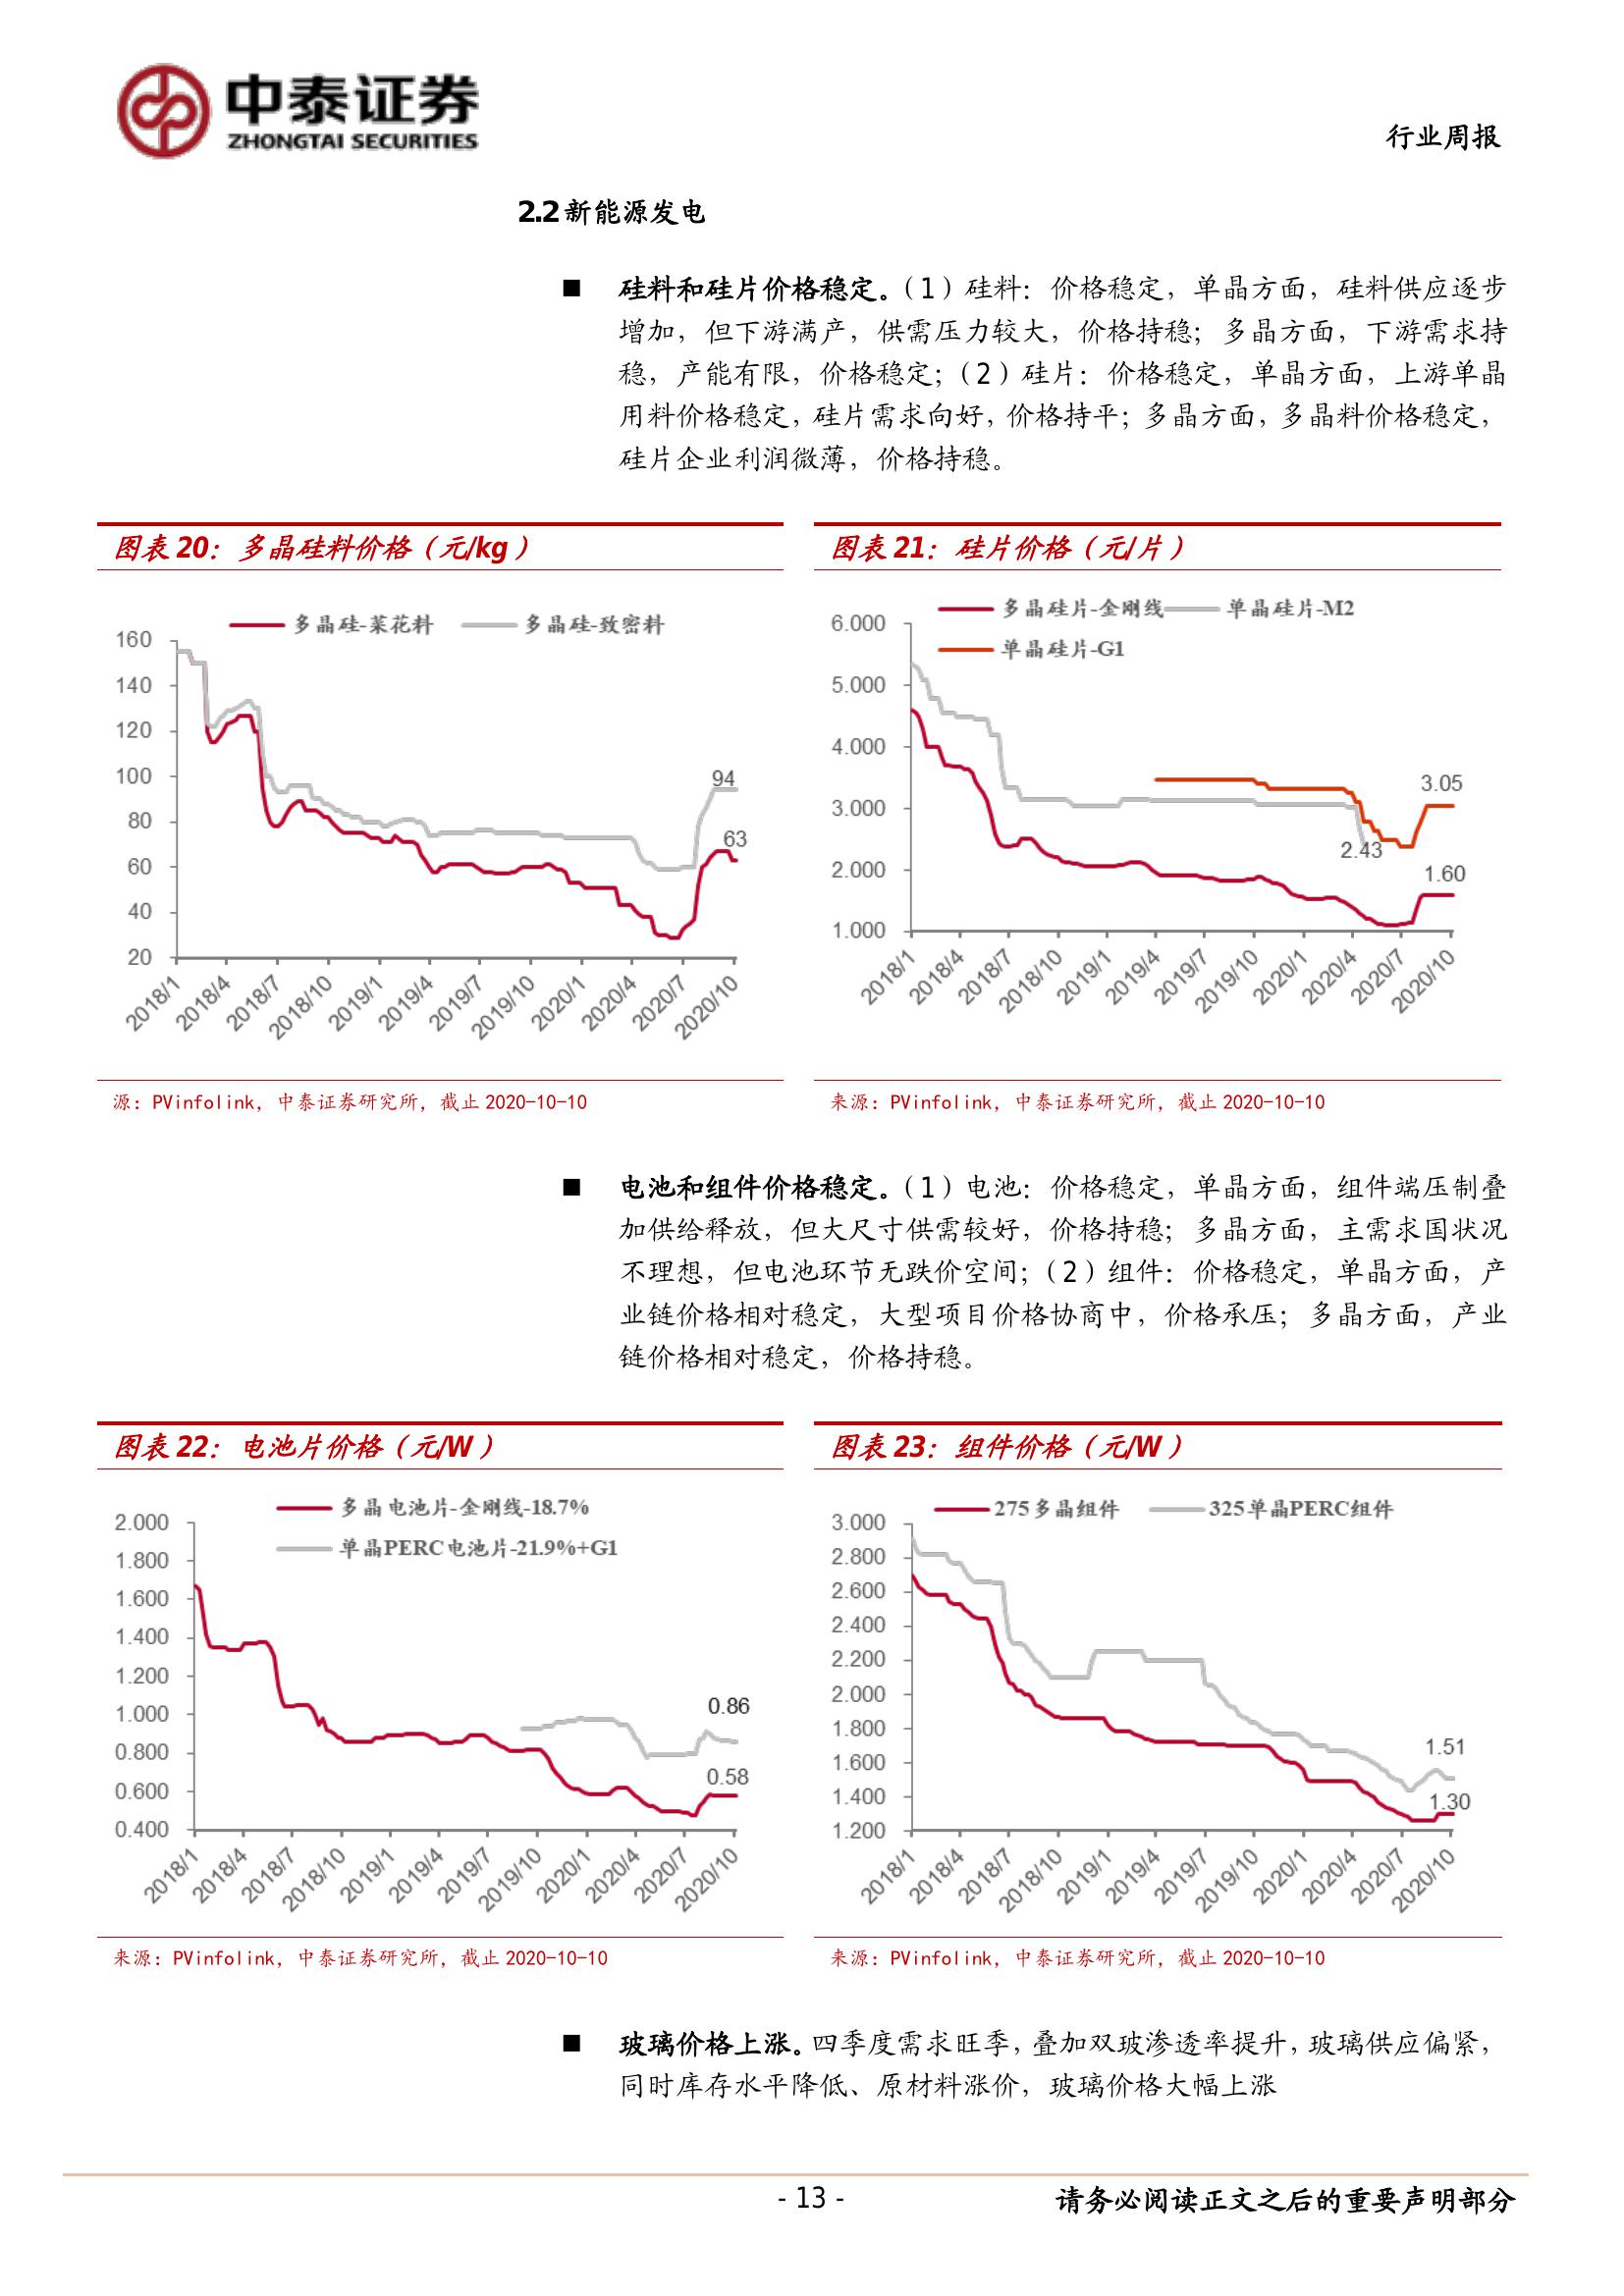 中泰证券
ZHONGTAI SECURITIES
行业周报
2.2新能源发电
■ 硅料和硅片价格稳定。（1）硅料：价格稳定，单晶方面，硅料供应逐步
增加，但下游满产，供需压力较大，价格持稳；多晶方面，下游需求持
稳，产能有限，价格稳定；（2）硅片：价格稳定，单晶方面，上游单晶
用料价格稳定，硅片需求向好，价格持平；多晶方面，多晶料价格稳定，
硅片企业利润微薄，价格持稳。
图表 20：多晶硅料价格（元/kg）
多晶硅-菜花料 多晶硅-致密料
160
140
120
100
80
60
40
20
94
63
2018/1 2018/4 2018/7 2018/10 2019/1 2019/4 2019/7 2019/10 2020/1 2020/4 2020/7 2020/10
源：PVinfolink，中泰证券研究所，截止 2020-10-10
图表 21：硅片价格（元/片）
多晶硅片-金刚线 单晶硅片-M2
单晶硅片-G1
6.000
5.000
4.000
3.000
2.000
1.000
3.05
2.43
1.60
2018/1 2018/4 2018/7 2018/10 2019/1 2019/4 2019/7 2019/10 2020/1 2020/4 2020/7 2020/10
来源：PVinfolink，中泰证券研究所，截止 2020-10-10
■ 电池和组件价格稳定。（1）电池：价格稳定，单晶方面，组件端压制叠
加供给释放，但大尺寸供需较好，价格持稳；多晶方面，主需求国状况
不理想，但电池环节无跌价空间；（2）组件：价格稳定，单晶方面，产
业链价格相对稳定，大型项目价格协商中，价格承压；多晶方面，产业
链价格相对稳定，价格持稳。
图表 22：电池片价格（元/W）
多晶电池片-金刚线-18.7%
单晶PERC电池片-21.9%+G1
2.000
1.800
1.600
1.400
1.200
1.000
0.800
0.600
0.400
0.86
0.58
2018/1 2018/4 2018/7 2018/10 2019/1 2019/4 2019/7 2019/10 2020/1 2020/4 2020/7 2020/10
来源：PVinfolink，中泰证券研究所，截止 2020-10-10
图表 23：组件价格（元/W）
275多晶组件 325单晶PERC组件
3.000
2.800
2.600
2.400
2.200
2.000
1.800
1.600
1.400
1.200
1.51
1.30
2018/1 2018/4 2018/7 2018/10 2019/1 2019/4 2019/7 2019/10 2020/1 2020/4 2020/7 2020/10
来源：PVinfolink，中泰证券研究所，截止 2020-10-10
■ 玻璃价格上涨。四季度需求旺季，叠加双玻渗透率提升，玻璃供应偏紧，
同时库存水平降低、原材料涨价，玻璃价格大幅上涨
- 13 -
请务必阅读正文之后的重要声明部分